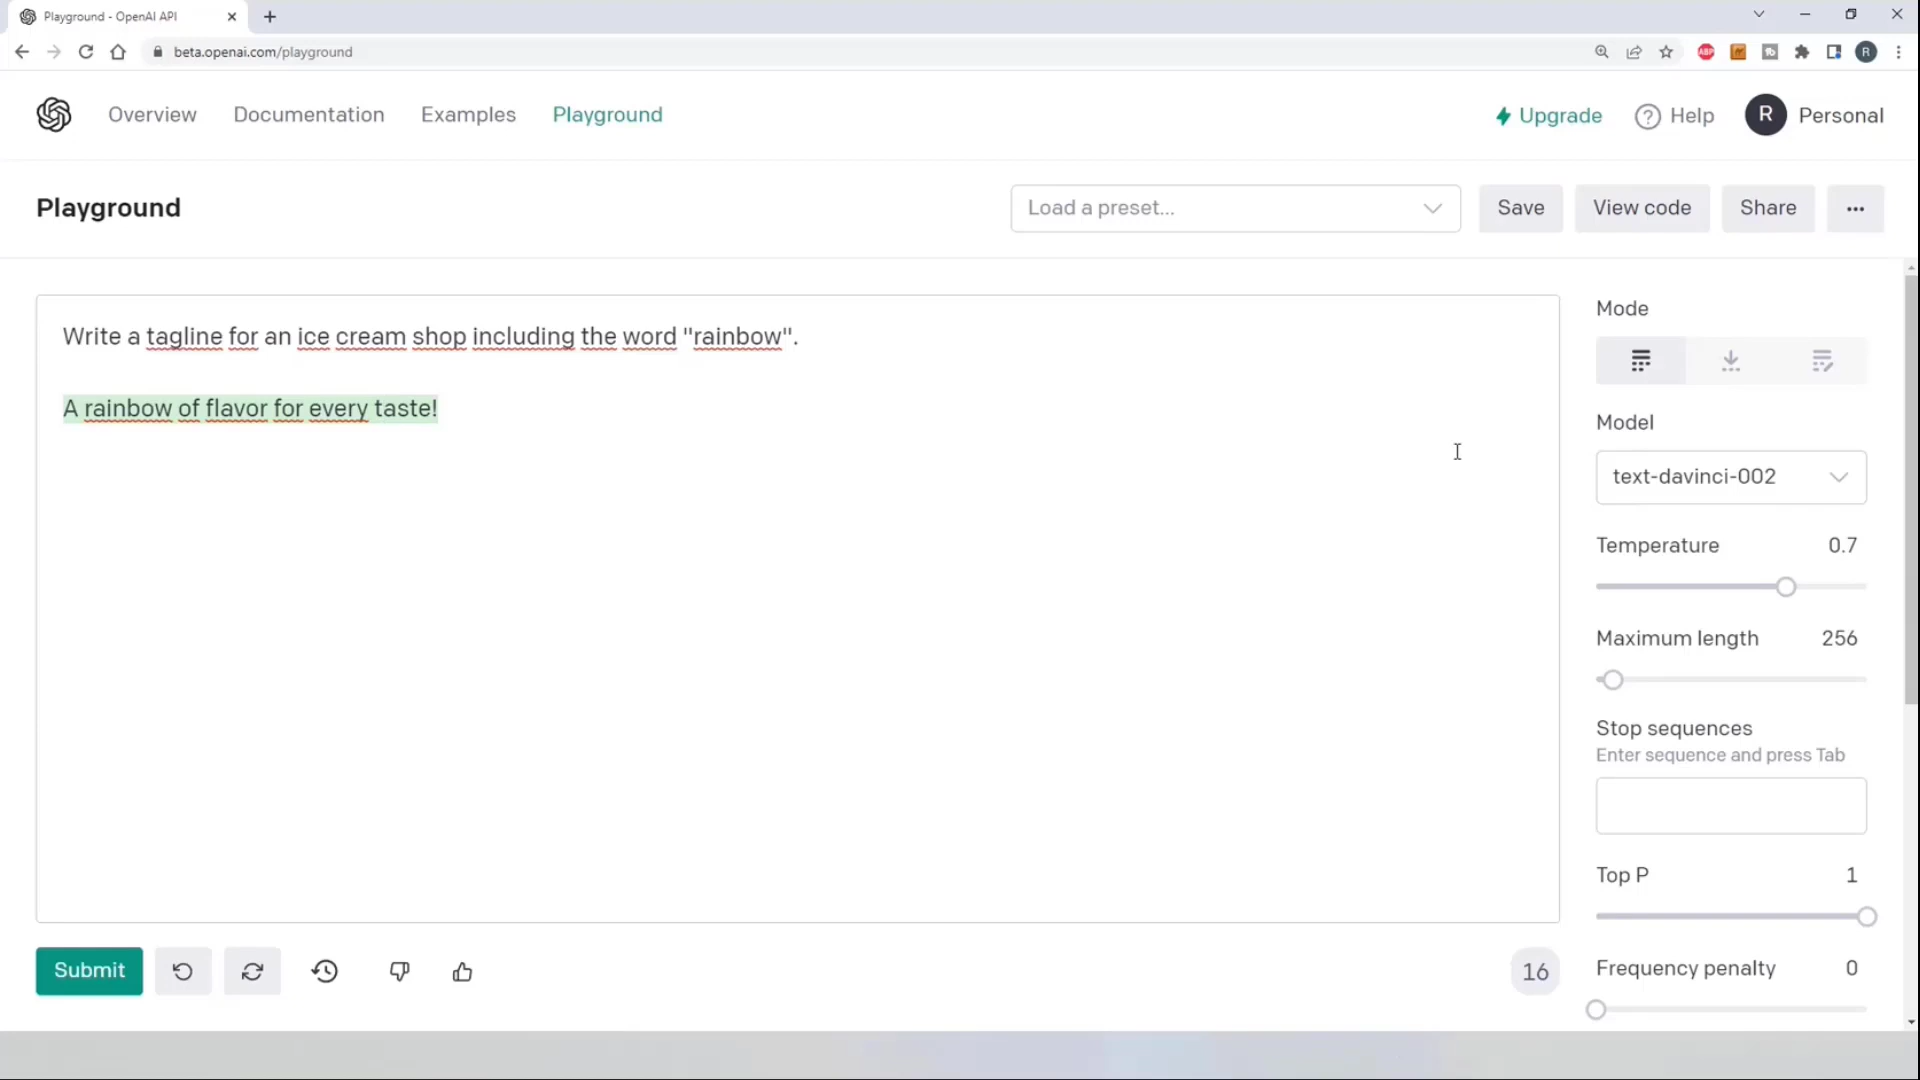 Playground - OpenAI API
beta.openai.com/playground
ABP
R
Overview Documentation Examples Playground
Upgrade
? Help
R Personal
Playground
Load a preset...
Save
View code
Share
Write a tagline for an ice cream shop including the word "rainbow".
A rainbow of flavor for every taste!
Mode
Model
text-davinci-002
Temperature 0.7
Maximum length 256
Stop sequences
Enter sequence and press Tab
Top P 1
Frequency penalty 0
Submit
16